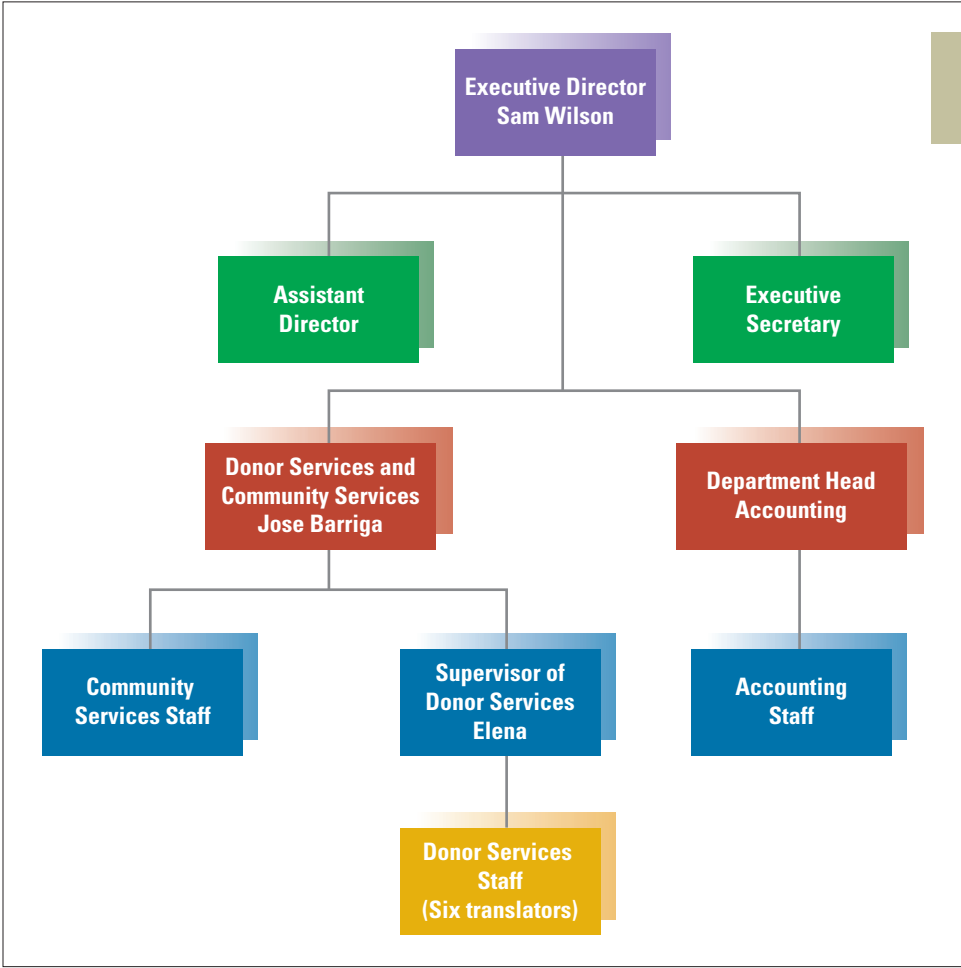 Executive Director
Sam Wilson
Assistant
Director
Executive
Secretary
Donor Services and
Community Services
Jose Barriga
Department Head
Accounting
Community
Services Staff
Supervisor of
Donor Services
Elena
Accounting
Staff
Donor Services
Staff
(Six translators)